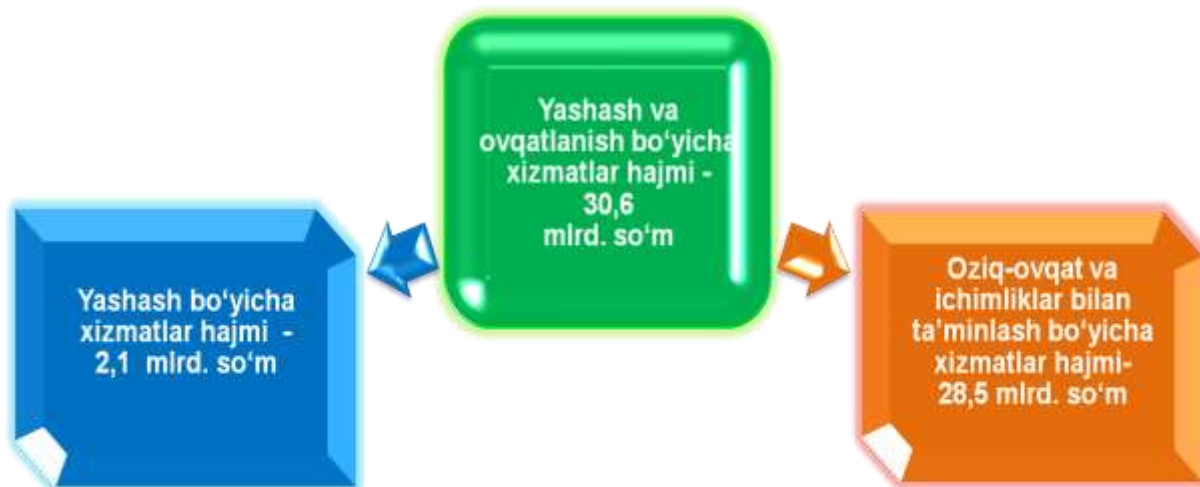 Yashash va
ovqatlanish bo‘yicha
xizmatlar hajmi -
30,6
mlrd. so‘m
Yashash bo‘yicha
xizmatlar hajmi -
2,1 mlrd. so‘m
Oziq-ovqat va
ichimliklar bilan
ta’minlash bo‘yicha
xizmatlar hajmi-
28,5 mlrd. so‘m